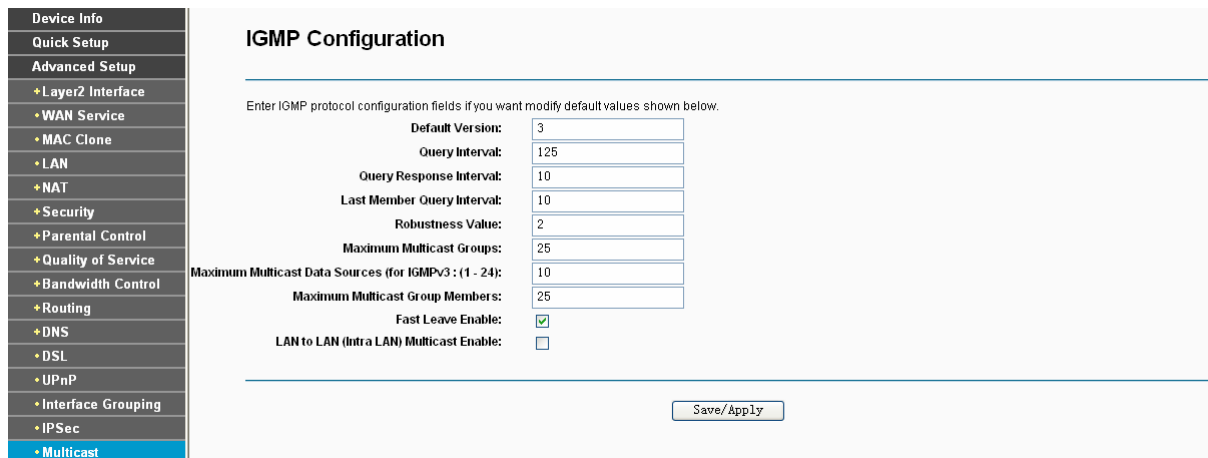 Device Info
Quick Setup
Advanced Setup
+Layer2 Interface
•WAN Service
•MAC Clone
•LAN
+NAT
+Security
+Parental Control
+Quality of Service
+Bandwidth Control
+Routing
+DNS
•DSL
•UPnP
•Interface Grouping
•IPSec
•Multicast
IGMP Configuration
Enter IGMP protocol configuration fields if you want modify default values shown below.
Default Version: 3
Query Interval: 125
Query Response Interval: 10
Last Member Query Interval: 10
Robustness Value: 2
Maximum Multicast Groups: 25
Maximum Multicast Data Sources (for IGMPv3 : (1 - 24): 10
Maximum Multicast Group Members: 25
Fast Leave Enable:
LAN to LAN (Intra LAN) Multicast Enable:
Save/Apply